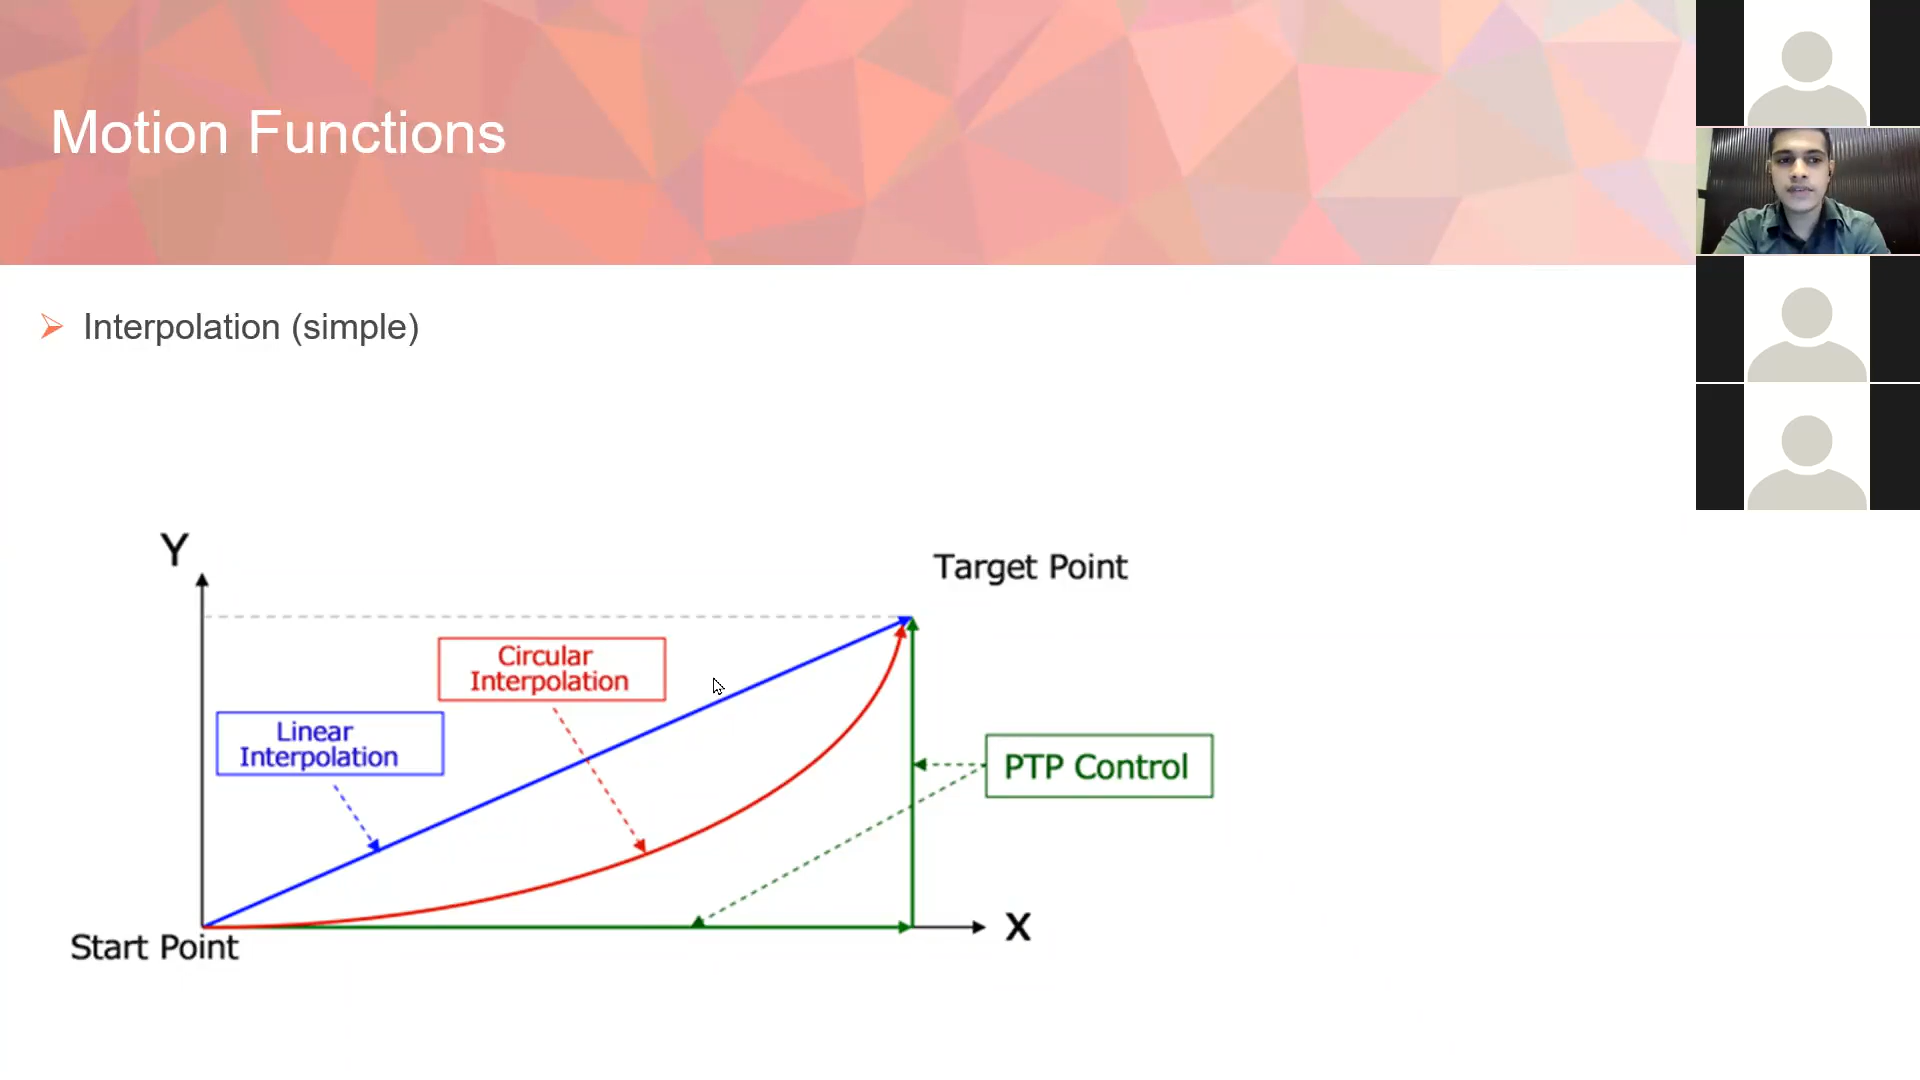 Motion Functions
Interpolation (simple)
Y
Target Point
Circular
Interpolation
Linear
Interpolation
PTP Control
X
Start Point